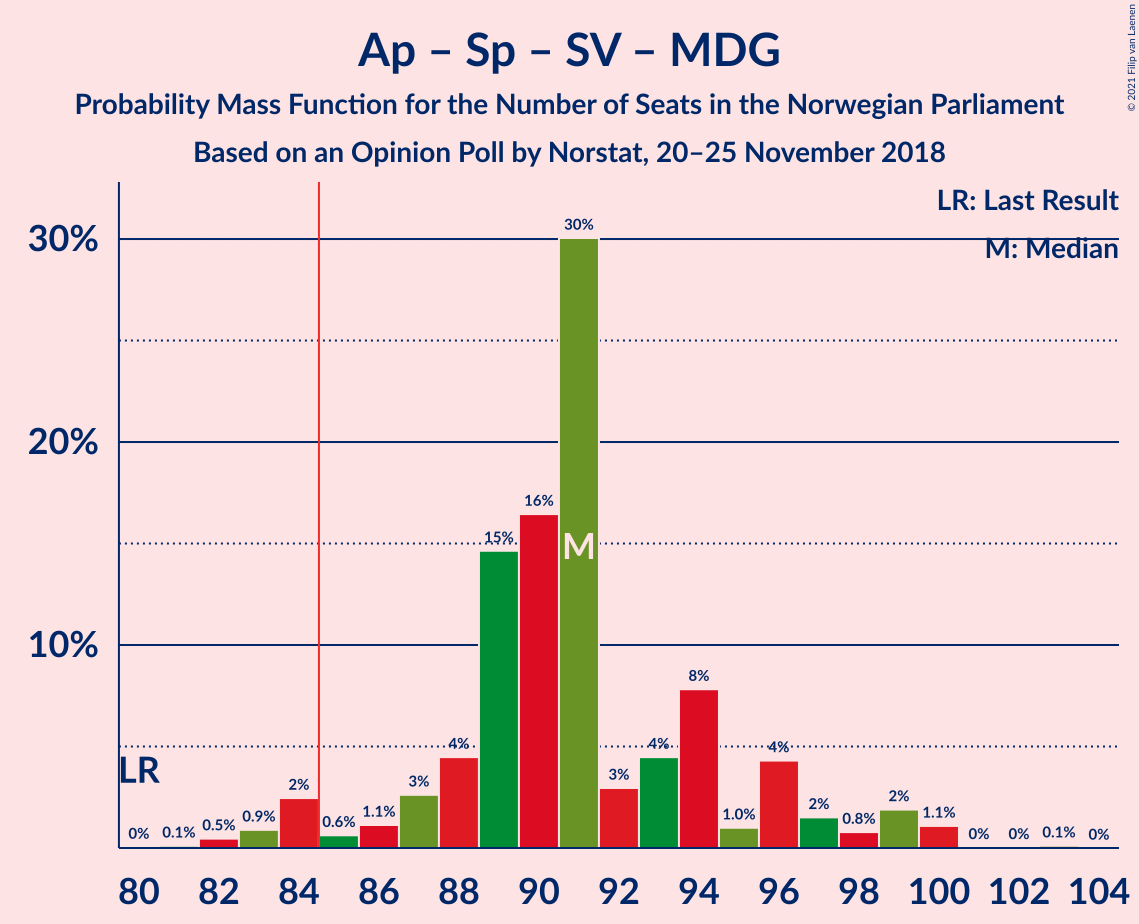 Ap – Sp – SV – MDG
Probability Mass Function for the Number of Seats in the Norwegian Parliament
Based on an Opinion Poll by Norstat, 20–25 November 2018
© 2021 Filip van Laenen
LR: Last Result
M: Median
30%
20%
10%
0% 0.1% 0.5% 0.9% 2% 0.6% 1.1% 3% 4% 15% 16% 30% 3% 4% 8% 1.0% 4% 2% 0.8% 2% 1.1% 0% 0% 0.1% 0%
M
LR
80 82 84 86 88 90 92 94 96 98 100 102 104